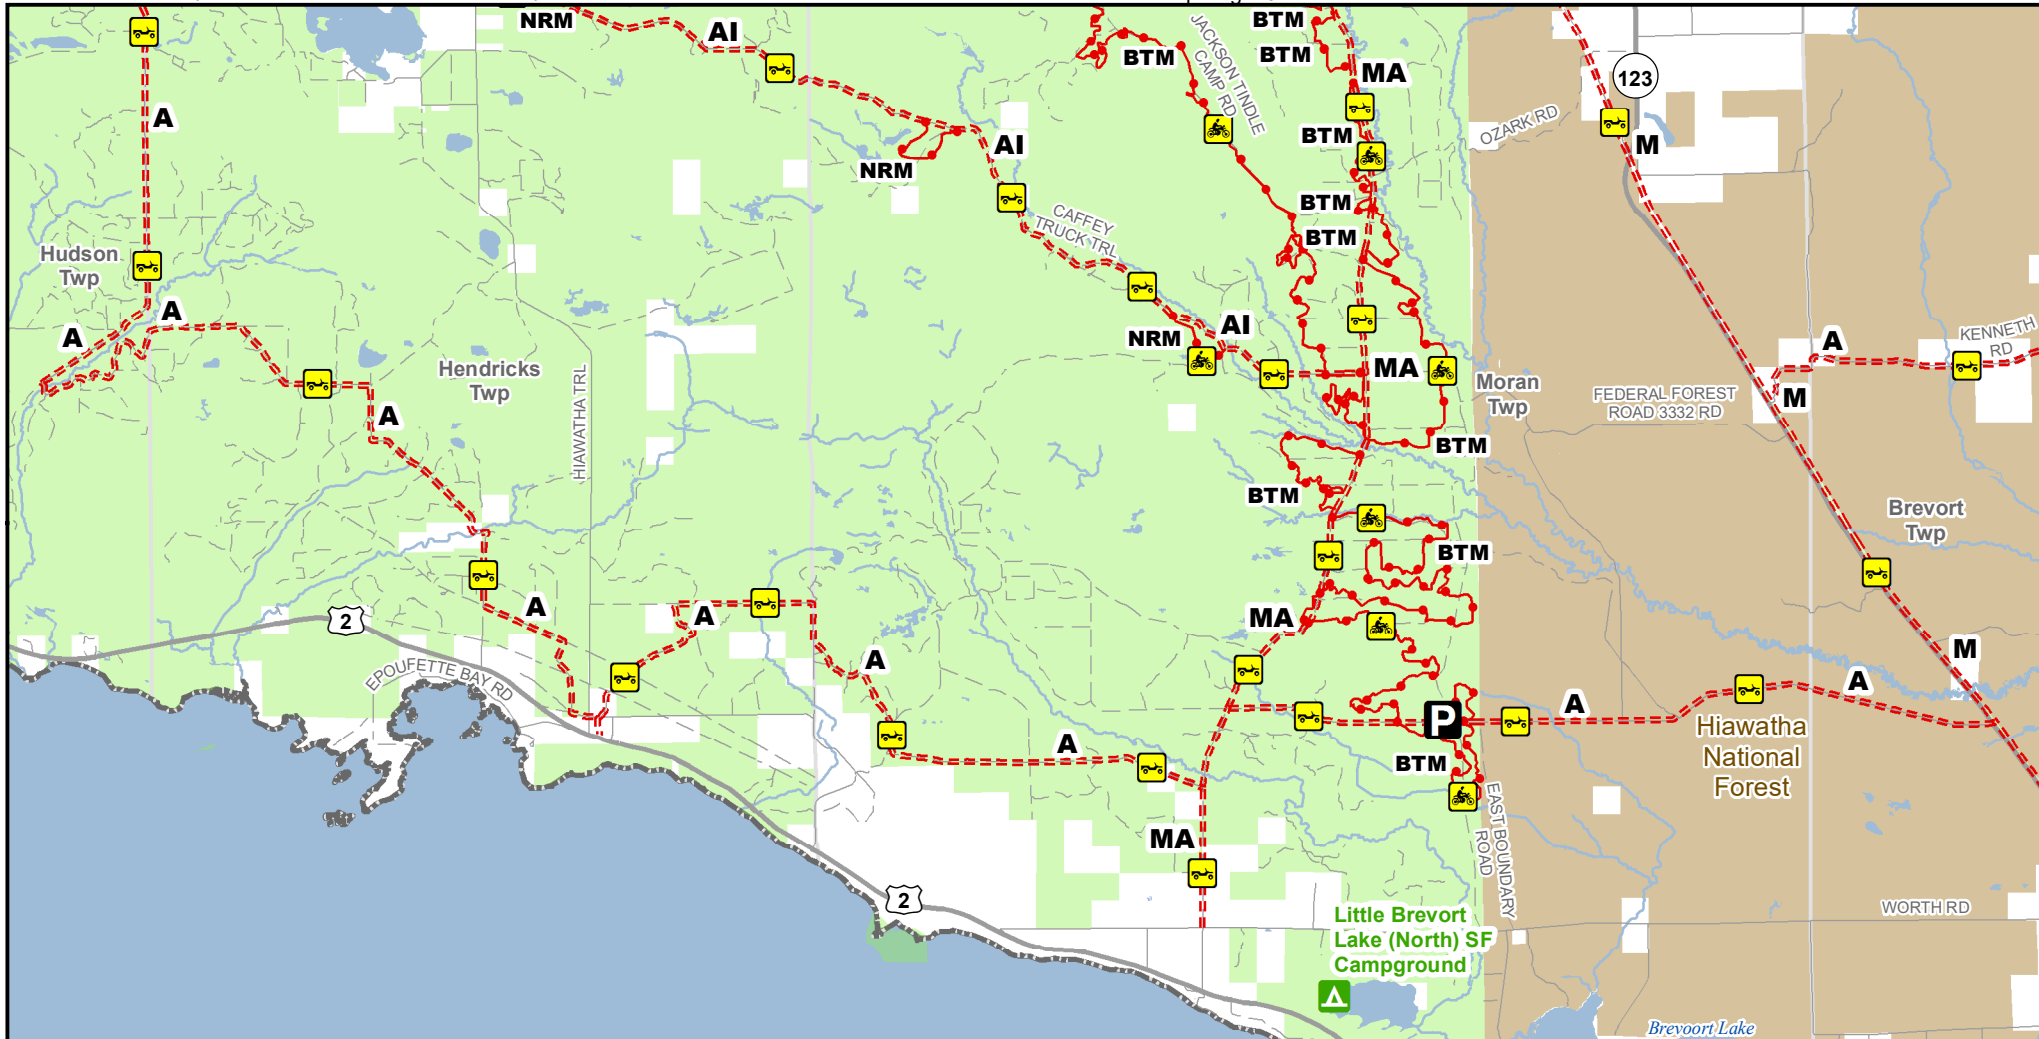 NRM
AI
BTM
BTM
BTM
JACKSON TINDLE
CAMP RD
MA
123
A
BTM
OZARK RD
M
AI
NRM
BTM
CAFFEY
TRUCK TRL
BTM
Hudson
Twp
A
A
NRM
AI
A
KENNETH
RD
Hendricks
Twp
MA
Moran
Twp
FEDERAL FOREST
ROAD 3332 RD
M
A
HIAWATHA TRL
BTM
BTM
Brevort
Twp
BTM
2
A
A
MA
M
A
EPOUFETTE BAY RD
P
A
A
Hiawatha
National
Forest
A
BTM
EAST BOUNDARY
ROAD
MA
2
Little Brevort
Lake (North) SF
Campground
WORTH RD
Brevoort Lake